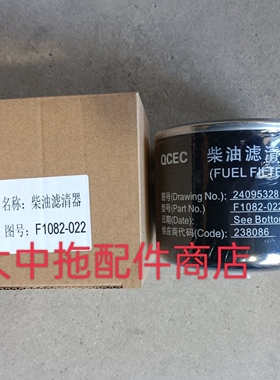 名称：柴油滤清器
图号：F1082-022
QCEC
柴油滤清
(FUEL FILTE
图号(Drawing No.) 24095328
型号(Part No.) F1082-022
日期(Date) See Bottom
供应商代码(Code): 238086
大中拖配件商店